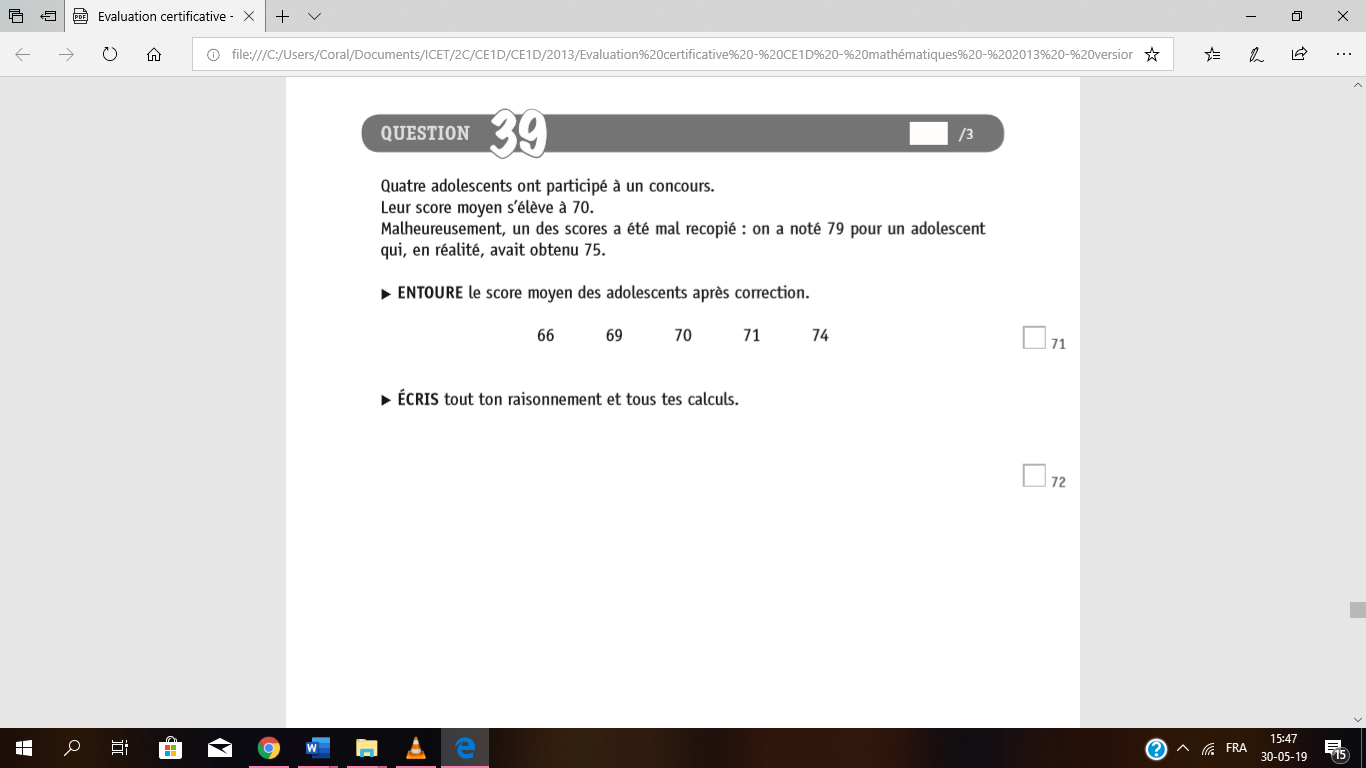 Evaluation certificative -
file:///C:/Users/Coral/Documents/ICET/2C/CE1D/CE1D/2013/Evaluation%20certificative%20-%20CE1D%20-%20mathématiques%20-%202013%20-%20version
QUESTION 39 /3
Quatre adolescents ont participé à un concours.
Leur score moyen s'élève à 70.
Malheureusement, un des scores a été mal recopié : on a noté 79 pour un adolescent
qui, en réalité, avait obtenu 75.
► ENTOURE le score moyen des adolescents après correction.
66 69 70 71 74
71
► ÉCRIS tout ton raisonnement et tous tes calculs.
72
FRA
15:47
30-05-19
15